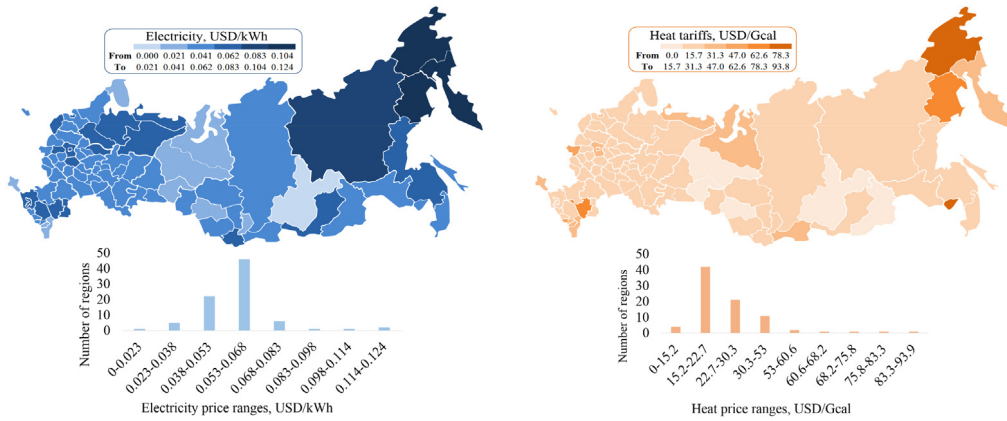 Electricity, USD/kWh
From 0.000 0.021 0.041 0.062 0.083 0.104
To 0.021 0.041 0.062 0.083 0.104 0.124
Heat tariffs, USD/Gcal
From 0.0 15.7 31.3 47.0 62.6 78.3
To 15.7 31.3 47.0 62.6 78.3 93.8
Number of regions
50
40
30
20
10
0
0-0.023
0.023-0.038
0.038-0.053
0.053-0.068
0.068-0.083
0.083-0.098
0.098-0.114
0.114-0.124
Electricity price ranges, USD/kWh
Number of regions
50
40
30
20
10
0
0-15.2
15.2-22.7
22.7-30.3
30.3-53
53-60.6
60.6-68.2
68.2-75.8
75.8-83.3
83.3-93.9
Heat price ranges, USD/Gcal